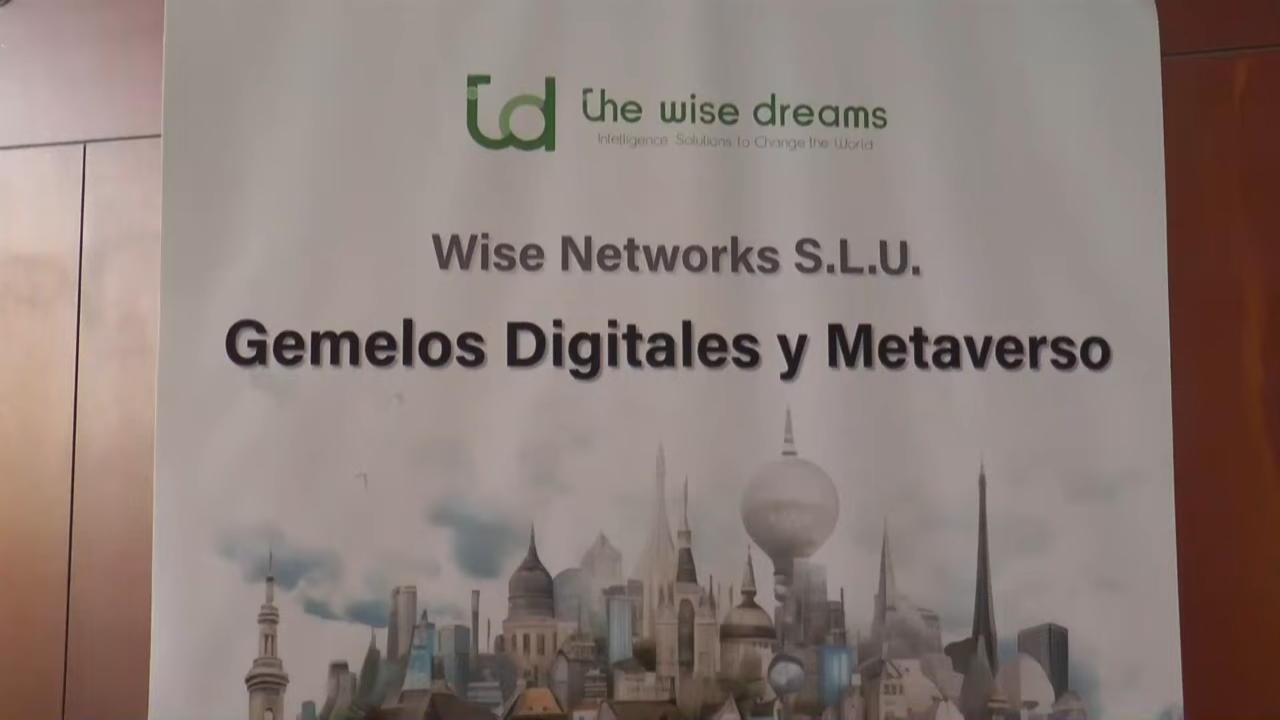 the wise dreams
Intelligence Solutions to Change the World
Wise Networks S.L.U.
Gemelos Digitales y Metaverso